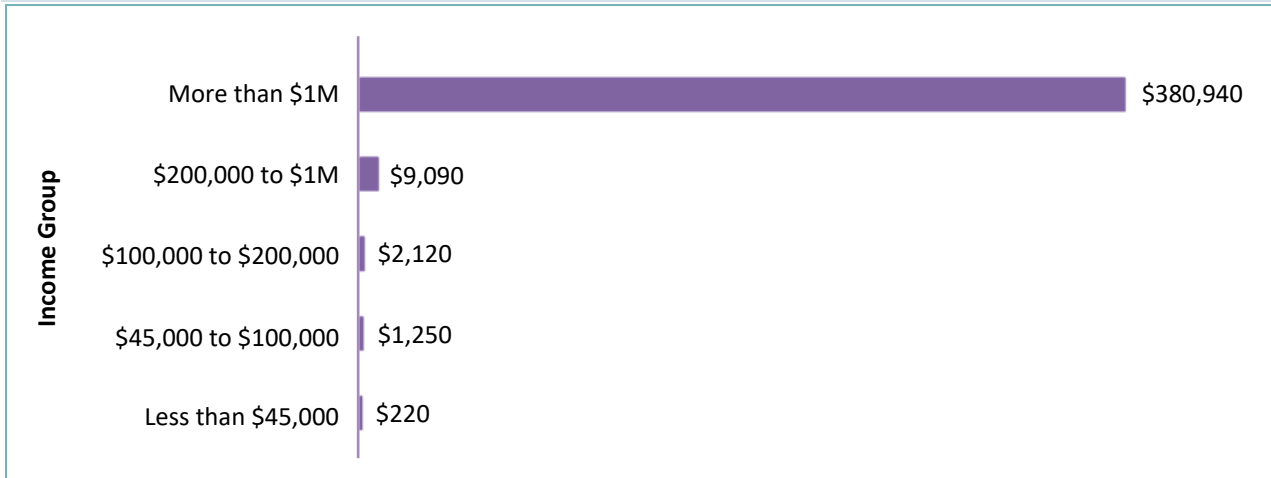 Income Group
More than $1M
$380,940
$200,000 to $1M
$9,090
$100,000 to $200,000
$2,120
$45,000 to $100,000
$1,250
Less than $45,000
$220